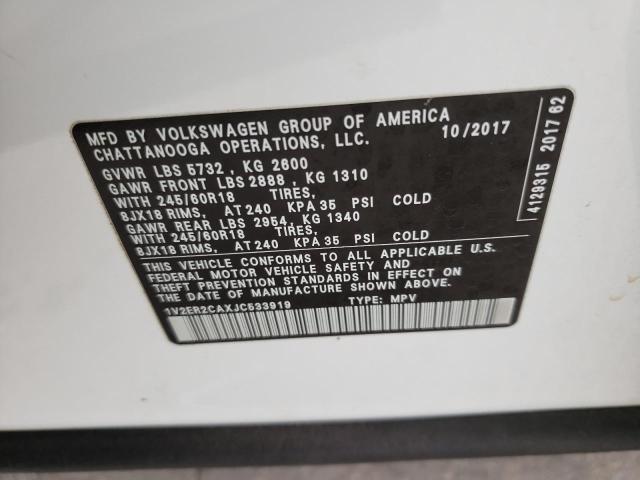 MFD BY VOLKSWAGEN GROUP OF AMERICA
CHATTANOOGA OPERATIONS, LLC. 10/2017
GVWR LBS 5732 , KG 2600
GAWR FRONT LBS 2888 , KG 1310
WITH 245/60R18 TIRES,
8JX18 RIMS, AT 240 KPA 35 PSI COLD
GAWR REAR LBS 2954, KG 1340
WITH 245/60R18 TIRES,
8JX18 RIMS, AT 240 KPA 35 PSI COLD
THIS VEHICLE CONFORMS TO ALL APPLICABLE U.S.
FEDERAL MOTOR VEHICLE SAFETY AND
THEFT PREVENTION STANDARDS IN EFFECT ON
THE DATE OF MANUFACTURE SHOWN ABOVE.
1V2ER2CAXJC533919 TYPE: MPV
4129315 2017 62